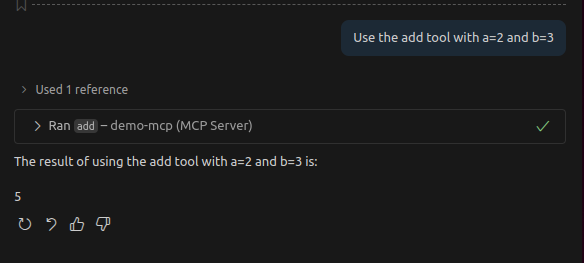 Use the add tool with a=2 and b=3
Used 1 reference
Ran add – demo-mcp (MCP Server)
The result of using the add tool with a=2 and b=3 is:
5